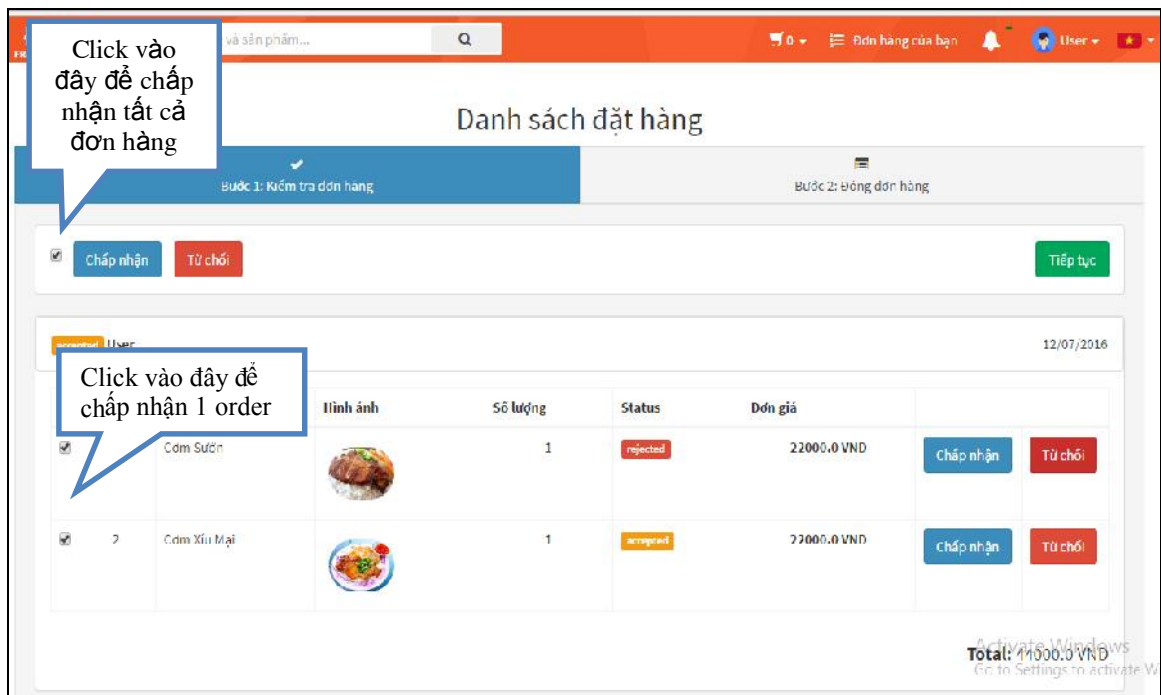 Click vào
đây để chấp
nhận tất cả
đơn hàng
và sản phẩm...
0
Đơn hàng của bạn
User
Danh sách đặt hàng
Bước 1: Kiểm tra đơn hàng
Bước 2: Đóng đơn hàng
Chấp nhận Từ chối Tiếp tục
accepted User 12/07/2016
Click vào đây để
chấp nhận 1 order
Hình ảnh Số lượng Status Đơn giá
Cơm Sườn 1 rejected 22000.0 VND Chấp nhận Từ chối
2 Cơm Xíu Mại 1 accepted 22000.0 VND Chấp nhận Từ chối
Total: 44000.0 VND
Activate Windows
Go to Settings to activate W